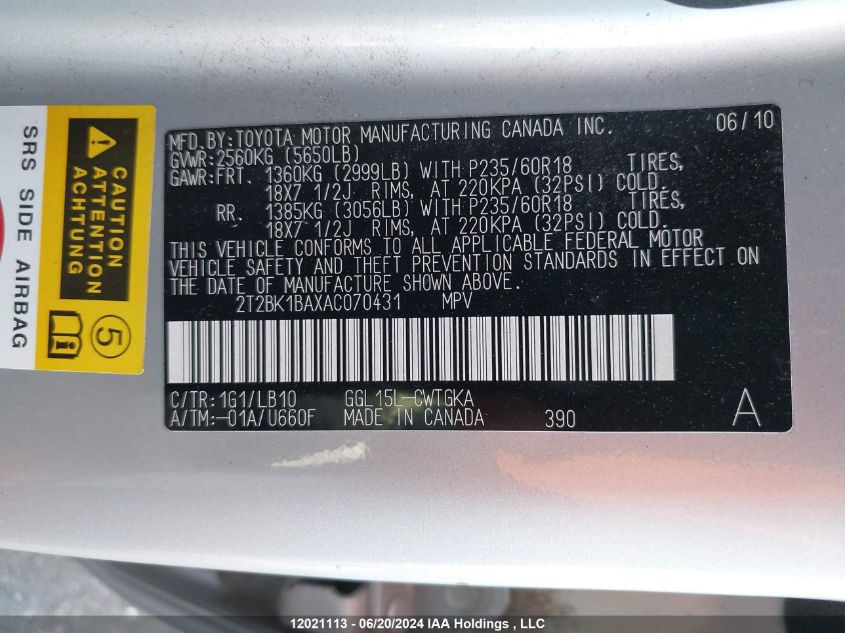 SRS SIDE AIRBAG
CAUTION
ATTENTION
ACHTUNG
5
MFD.BY:TOYOTA MOTOR MANUFACTURING CANADA INC. 06/10
GVWR:2560KG (5650LB)
GAWR:FRT. 1360KG (2999LB) WITH P235/60R18 TIRES,
18X7 1/2J RIMS, AT 220KPA (32PSI) COLD.
RR. 1385KG (3056LB) WITH P235/60R18 TIRES,
18X7 1/2J RIMS, AT 220KPA (32PSI) COLD.
THIS VEHICLE CONFORMS TO ALL APPLICABLE FEDERAL MOTOR
VEHICLE SAFETY AND THEFT PREVENTION STANDARDS IN EFFECT ON
THE DATE OF MANUFACTURE SHOWN ABOVE.
2T2BK1BAXAC070431 MPV
C/TR:1G1/LB10 GGL15L-CWTGKA
A/TM:-01A/U660F MADE IN CANADA 390 A
12021113 - 06/20/2024 IAA Holdings , LLC